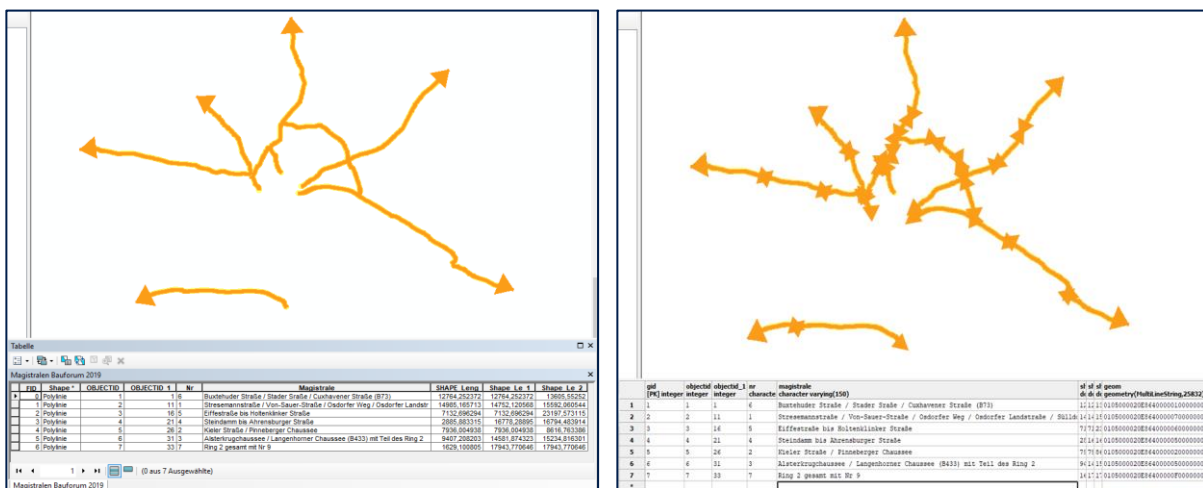 Tabelle
Magistralen Bauforum 2019
FID Shape * OBJECTID OBJECTID_1 Nr Magistrale SHAPE_Leng Shape_Le_1 Shape_Le_2
0 Polylinie 1 1 6 Buxtehuder Straße / Stader Straße / Cuxhavener Straße (B73) 12764,252372 12764,252372 13605,55252
1 Polylinie 2 11 1 Stresemannstraße / Von-Sauer-Straße / Osdorfer Weg / Osdorfer Landstr 14985,165713 14752,120568 15592,060544
2 Polylinie 3 16 5 Eiffestraße bis Holtenklinker Straße 7132,696294 7132,696294 23197,573115
3 Polylinie 4 21 4 Steindamm bis Ahrensburger Straße 2885,883315 16778,28895 16794,483914
4 Polylinie 5 26 2 Kieler Straße / Pinneberger Chaussee 7936,004938 7936,004938 8616,763386
5 Polylinie 6 31 3 Alsterkrugchaussee / Langenhorner Chaussee (B433) mit Teil des Ring 2 9407,208203 14581,874323 15234,816301
6 Polylinie 7 33 7 Ring 2 gesamt mit Nr 9 1629,100805 17943,770646 17943,770646
1 (0 aus 7 Ausgewählte)
Magistralen Bauforum 2019
gid objectid objectid_1 nr magistrale geom
[PK] integer integer integer character character varying(150) geometry(MultiLineString,25832)
1 1 1 1 6 Buxtehuder Straße / Stader Sraße / Cuxhavener Straße (B73)
2 2 2 11 1 Stresemannstraße / Von-Sauer-Straße / Osdorfer Weg / Osdorfer Landstraße / Sülld
3 3 3 16 5 Eiffestraße bis Holtenklinker Straße
4 4 4 21 4 Steindamm bis Ahrensburger Straße
5 5 5 26 2 Kieler Straße / Pinneberger Chaussee
6 6 6 31 3 Alsterkrugchaussee / Langenhorner Chaussee (B433) mit Teil des Ring 2
7 7 7 33 7 Ring 2 gesamt mit Nr 9
*